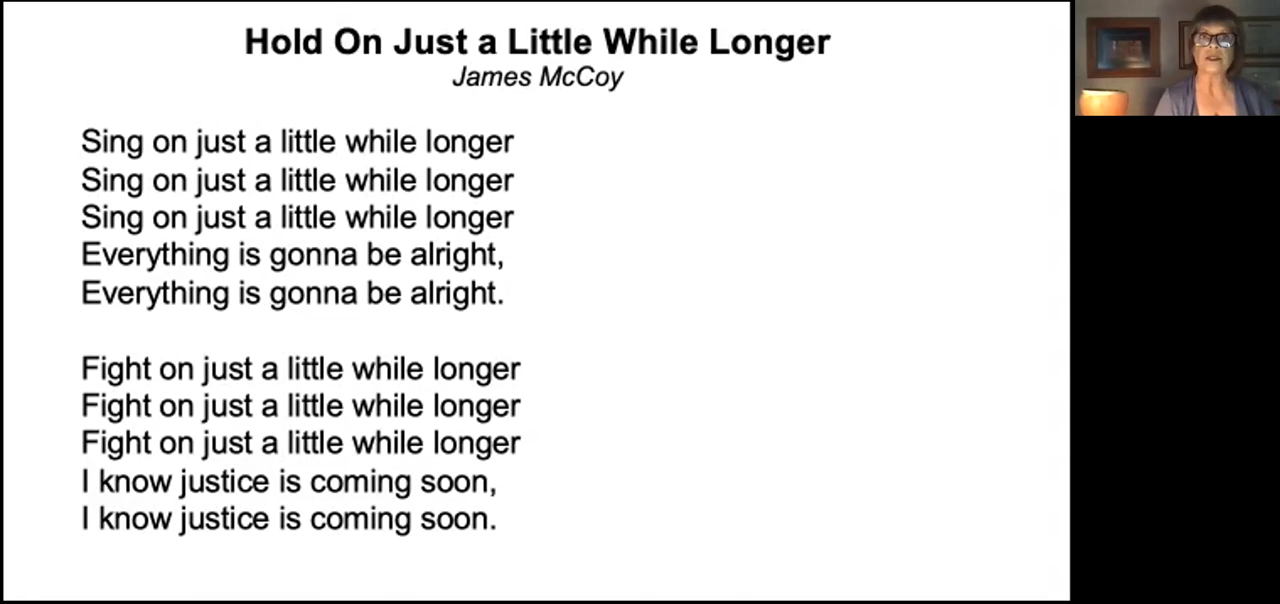 Hold On Just a Little While Longer
James McCoy
Sing on just a little while longer
Sing on just a little while longer
Sing on just a little while longer
Everything is gonna be alright,
Everything is gonna be alright.
Fight on just a little while longer
Fight on just a little while longer
Fight on just a little while longer
I know justice is coming soon,
I know justice is coming soon.